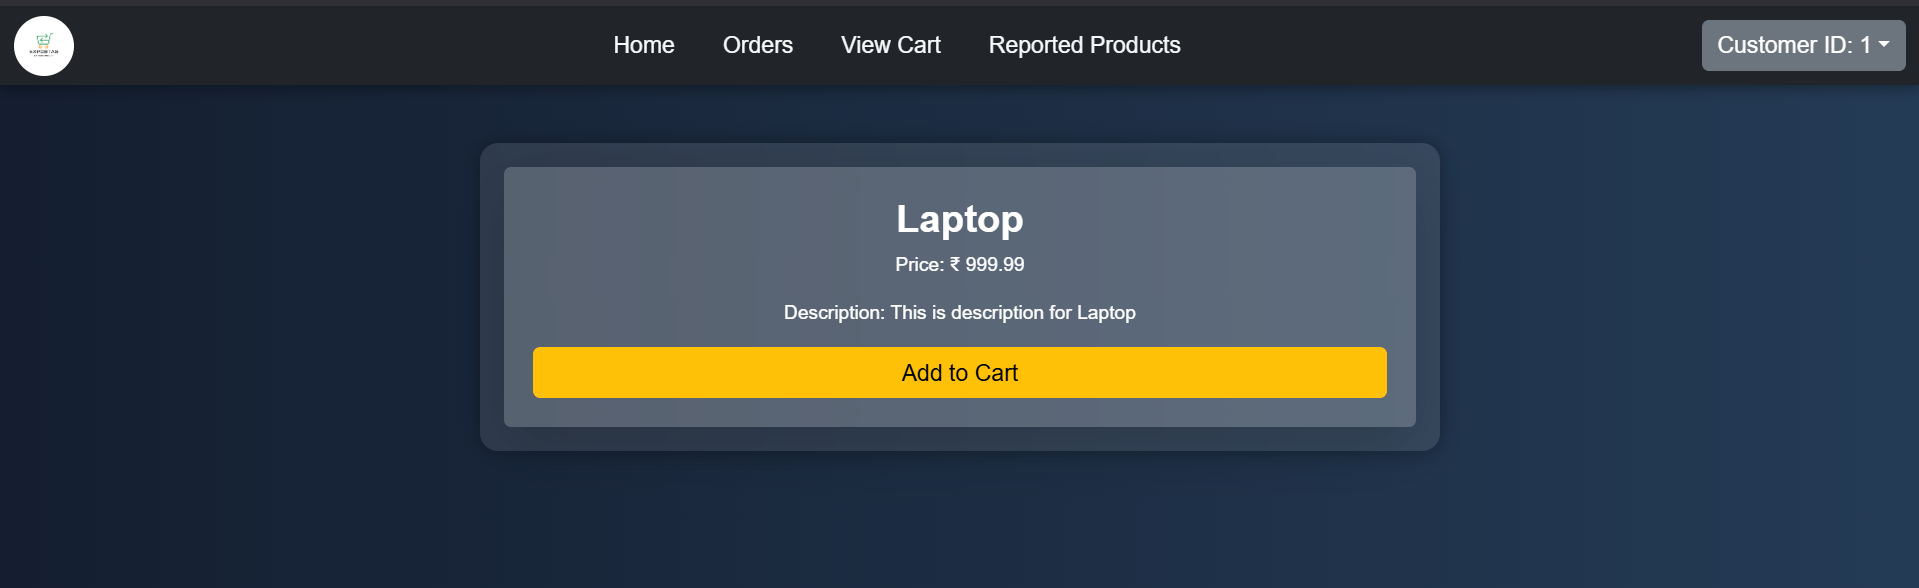 Home Orders View Cart Reported Products Customer ID: 1
Laptop
Price: ₹ 999.99
Description: This is description for Laptop
Add to Cart